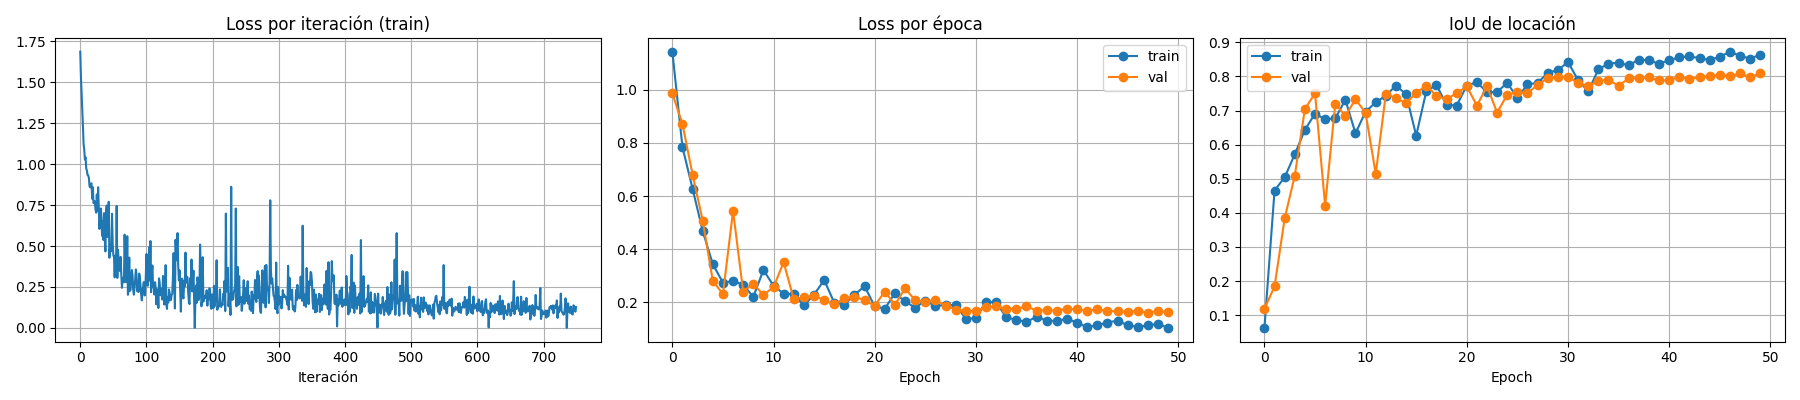 Loss por iteración (train)
1.75
1.50
1.25
1.00
0.75
0.50
0.25
0.00
0 100 200 300 400 500 600 700
Iteración
Loss por época
train
val
1.0
0.8
0.6
0.4
0.2
0 10 20 30 40 50
Epoch
IoU de locación
train
val
0.9
0.8
0.7
0.6
0.5
0.4
0.3
0.2
0.1
0 10 20 30 40 50
Epoch